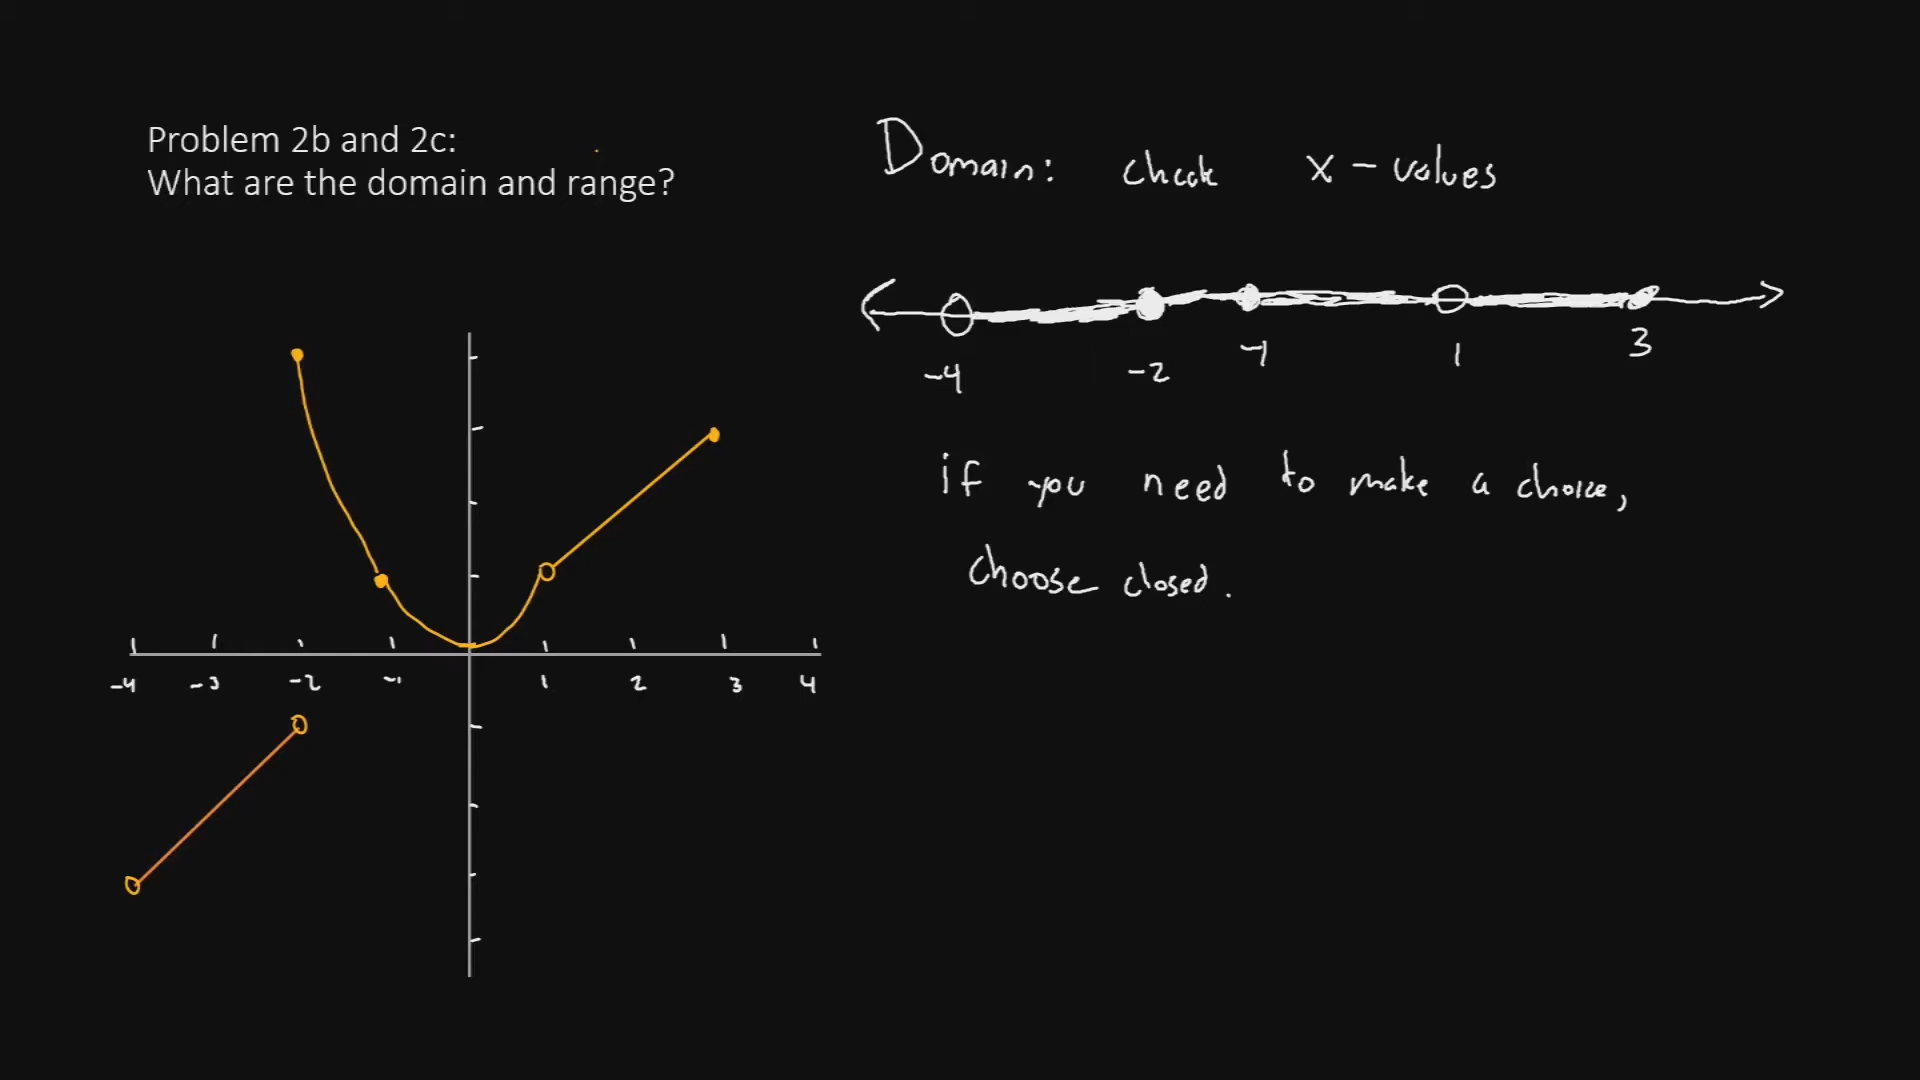 Problem 2b and 2c:
What are the domain and range?
Domain: check x-values
-4 -2 -1 1 3
if you need to make a choice,
choose closed.
-4 -3 -2 -1 1 2 3 4